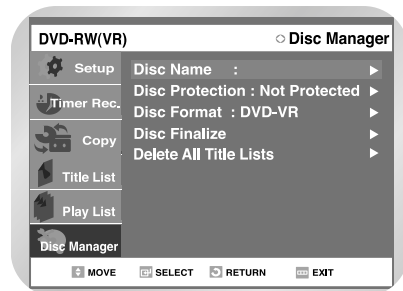 DVD-RW(VR)
Disc Manager
Setup
Timer Rec.
Copy
Title List
Play List
Disc Manager
Disc Name :
Disc Protection : Not Protected
Disc Format : DVD-VR
Disc Finalize
Delete All Title Lists
MOVE SELECT RETURN EXIT